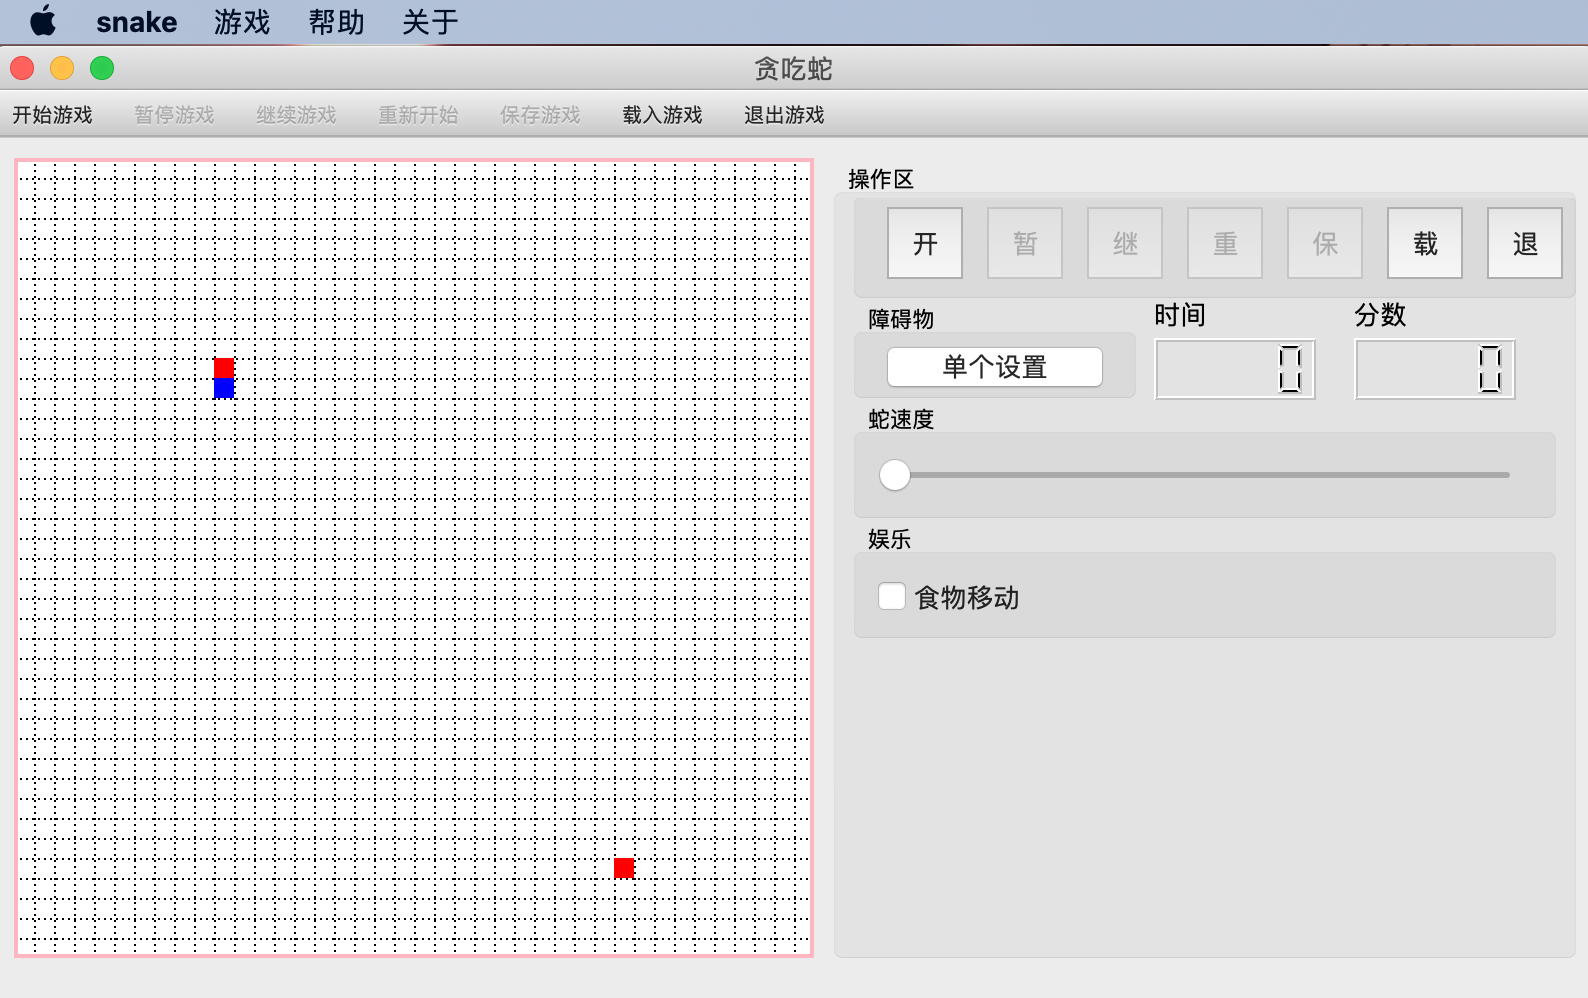 snake 游戏 帮助 关于
贪吃蛇
开始游戏 暂停游戏 继续游戏 重新开始 保存游戏 载入游戏 退出游戏
操作区
开 暂 继 重 保 载 退
障碍物 时间 分数
单个设置 0 0
蛇速度
娱乐
食物移动